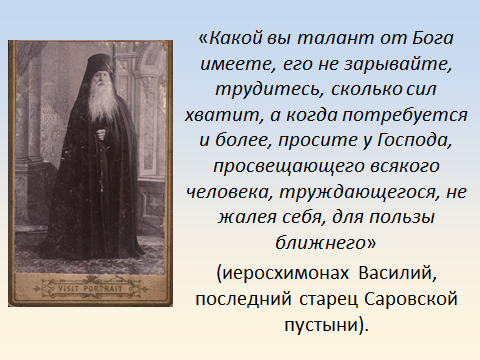 «Какой вы талант от Бога
имеете, его не зарывайте,
трудитесь, сколько сил
хватит, а когда потребуется
и более, просите у Господа,
просвещающего всякого
человека, труждающегося, не
жалея себя, для пользы
ближнего»
(иеросхимонах Василий,
последний старец Саровской
пустыни).
VISIT PORTRAIT